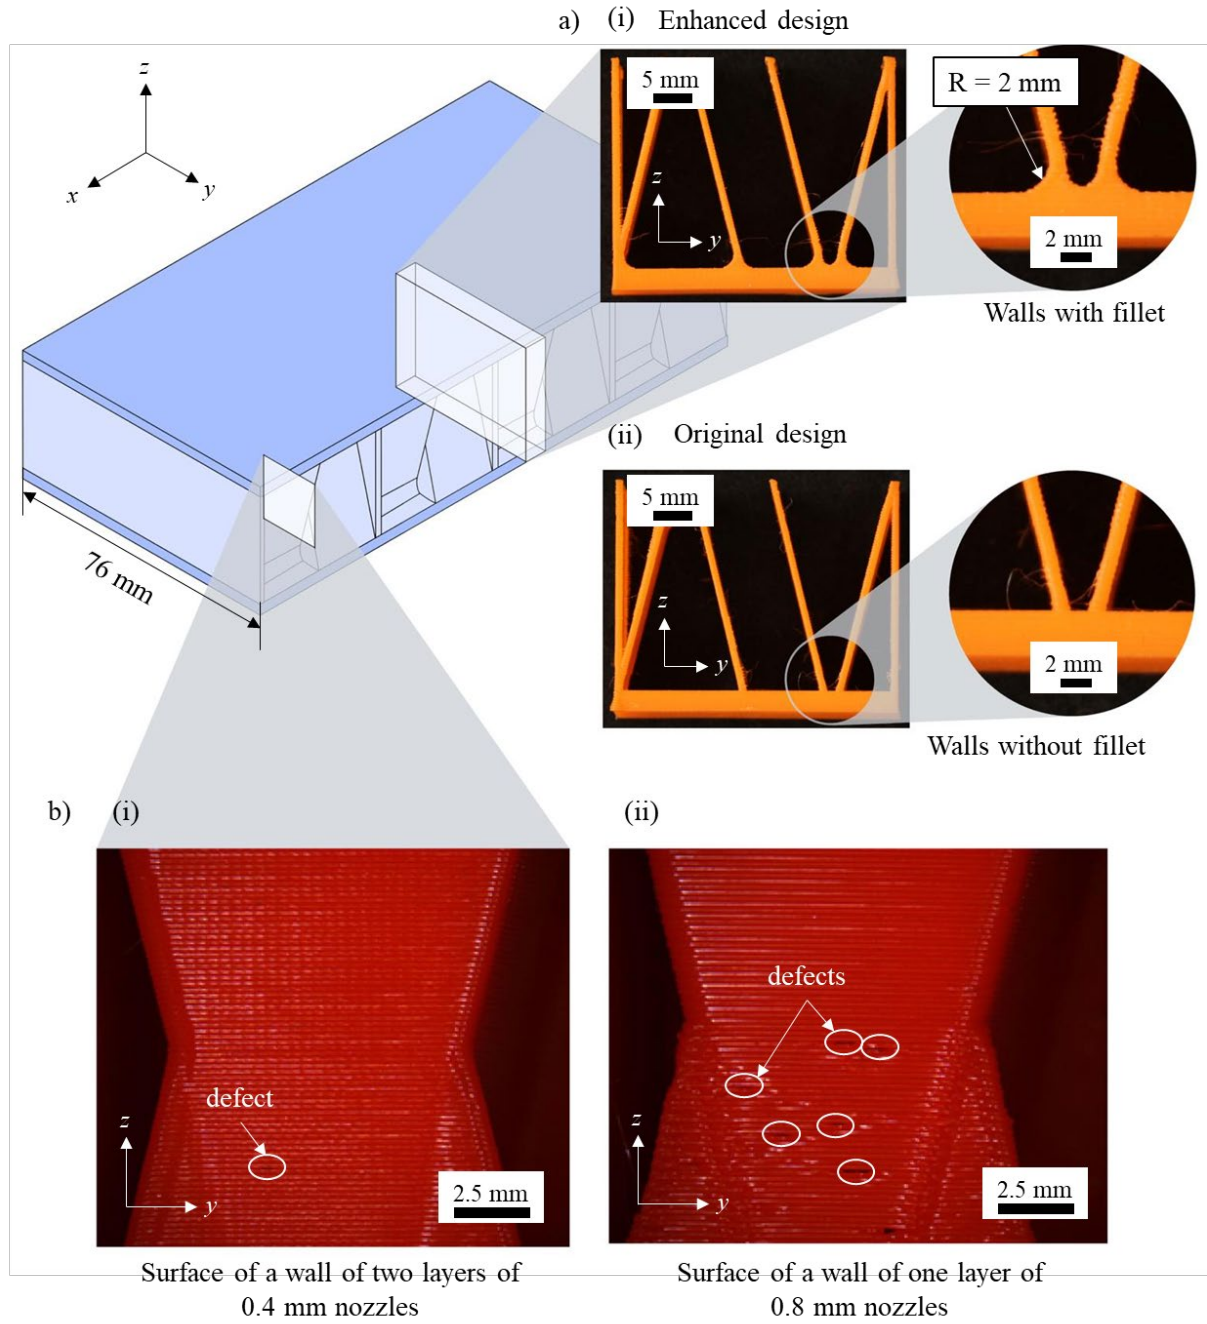 a) (i) Enhanced design
z
x
y
5 mm
z
y
R = 2 mm
2 mm
Walls with fillet
(ii) Original design
5 mm
z
y
2 mm
Walls without fillet
76 mm
b) (i)
defect
z
y
2.5 mm
Surface of a wall of two layers of
0.4 mm nozzles
(ii)
defects
z
y
2.5 mm
Surface of a wall of one layer of
0.8 mm nozzles